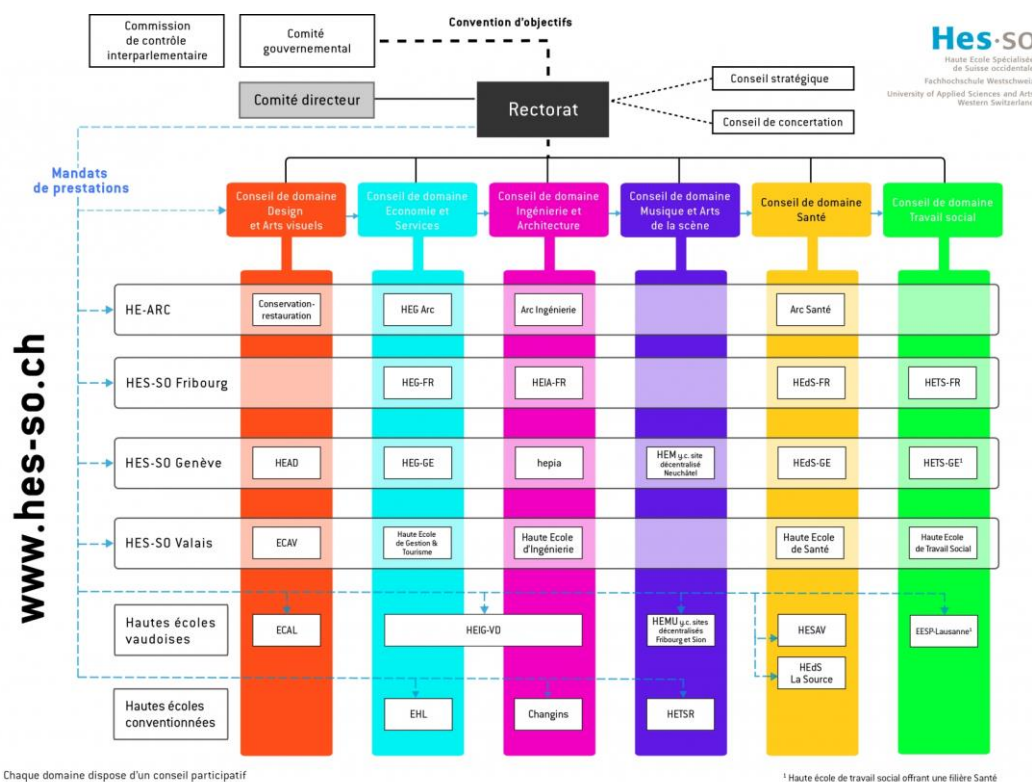 Commission
de contrôle
interparlementaire
Comité
gouvernemental
Convention d'objectifs
Hes·so
Haute Ecole Spécialisée
de Suisse occidentale
Fachhochschule Westschweiz
University of Applied Sciences and Arts
Western Switzerland
Comité directeur
Rectorat
Conseil stratégique
Conseil de concertation
Mandats
de prestations
Conseil de domaine
Design
et Arts visuels
Conseil de domaine
Economie et
Services
Conseil de domaine
Ingénierie et
Architecture
Conseil de domaine
Musique et Arts
de la scène
Conseil de domaine
Santé
Conseil de domaine
Travail social
www.hes-so.ch
HE-ARC
Conservation-
restauration
HEG Arc
Arc Ingénierie
Arc Santé
HES-SO Fribourg
HEG-FR
HEIA-FR
HEdS-FR
HETS-FR
HES-SO Genève
HEAD
HEG-GE
hepia
HEM y.c. site
décentralisé
Neuchâtel
HEdS-GE
HETS-GE¹
HES-SO Valais
ECAV
Haute Ecole
de Gestion &
Tourisme
Haute Ecole
d'Ingénierie
Haute Ecole
de Santé
Haute Ecole
de Travail Social
Hautes écoles
vaudoises
ECAL
HEIG-VD
HEMU y.c. sites
décentralisés
Fribourg et Sion
HESAV
EESP-Lausanne¹
HEdS
La Source
Hautes écoles
conventionnées
EHL
Changins
HETSR
Chaque domaine dispose d'un conseil participatif
¹ Haute école de travail social offrant une filière Santé